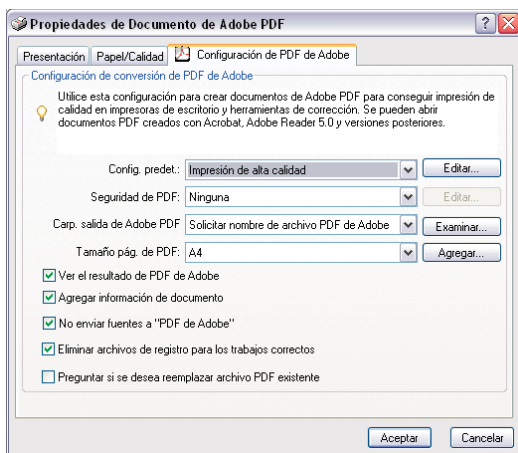 Propiedades de Documento de Adobe PDF
Presentación Papel/Calidad Configuración de PDF de Adobe
Configuración de conversión de PDF de Adobe
Utilice esta configuración para crear documentos de Adobe PDF para conseguir impresión de
calidad en impresoras de escritorio y herramientas de corrección. Se pueden abrir
documentos PDF creados con Acrobat, Adobe Reader 5.0 y versiones posteriores.
Config. predet.: Impresión de alta calidad Editar...
Seguridad de PDF: Ninguna Editar...
Carp. salida de Adobe PDF Solicitar nombre de archivo PDF de Adobe Examinar...
Tamaño pág. de PDF: A4 Agregar...
Ver el resultado de PDF de Adobe
Agregar información de documento
No enviar fuentes a "PDF de Adobe"
Eliminar archivos de registro para los trabajos correctos
Preguntar si se desea reemplazar archivo PDF existente
Aceptar Cancelar